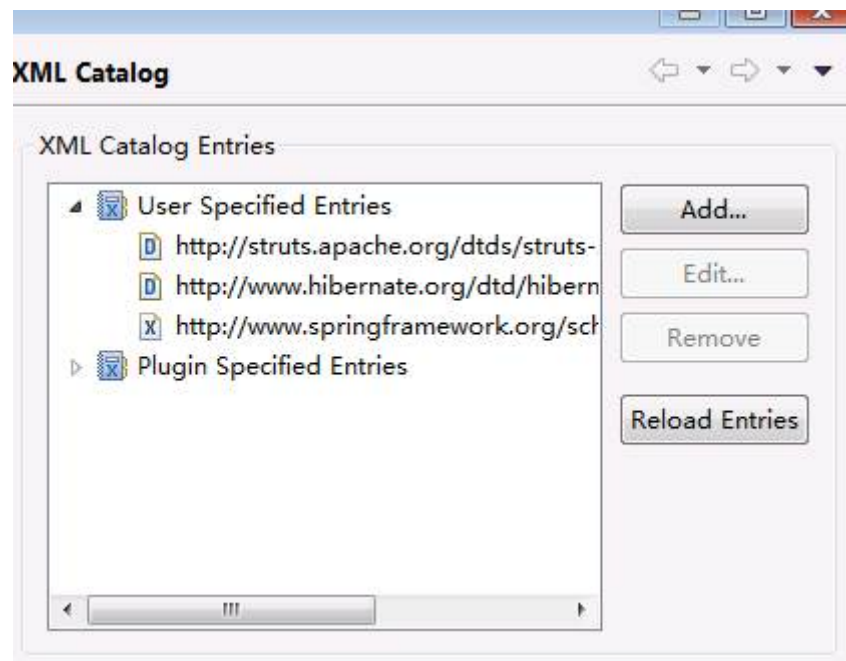 XML Catalog
XML Catalog Entries
User Specified Entries
http://struts.apache.org/dtds/struts-
http://www.hibernate.org/dtd/hibern
http://www.springframework.org/sch
Plugin Specified Entries
Add...
Edit...
Remove
Reload Entries